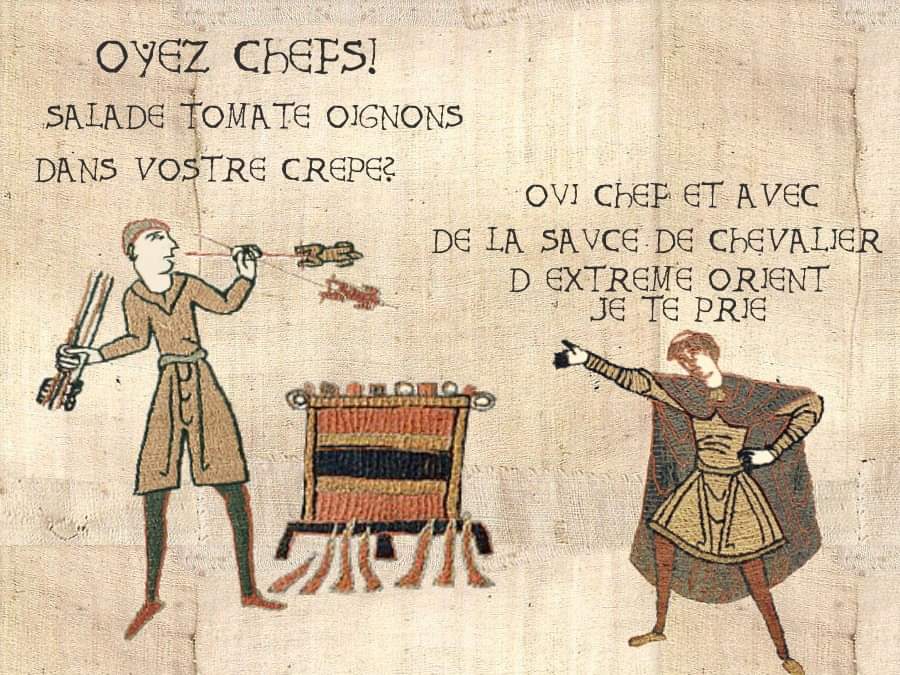 OYEZ CHEFS!
SALADE TOMATE OIGNONS
DANS VOSTRE CREPE?
OVI CHEF ET AVEC
DE LA SAVCE DE CHEVALIER
D EXTREME ORIENT
JE TE PRIE